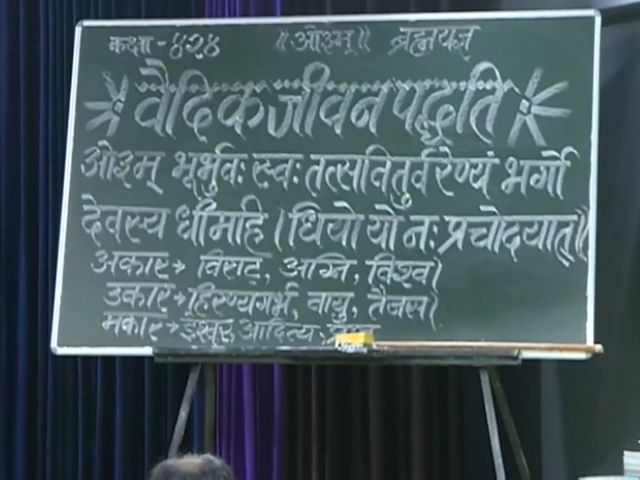 कक्षा - ४२४ ॥ ओ३म् ॥ ब्रह्मयज्ञ
वैदिक जीवन पद्धति
ओ३म् भूर्भुवः स्वः तत्सवितुर्वरेण्यं भर्गो
देवस्य धीमहि । धियो यो नः प्रचोदयात् ॥
अकार → विराट्, अग्नि, विश्व ।
उकार → हिरण्यगर्भ, वायु, तैजस ।
मकार → ईश्वर, आदित्य,